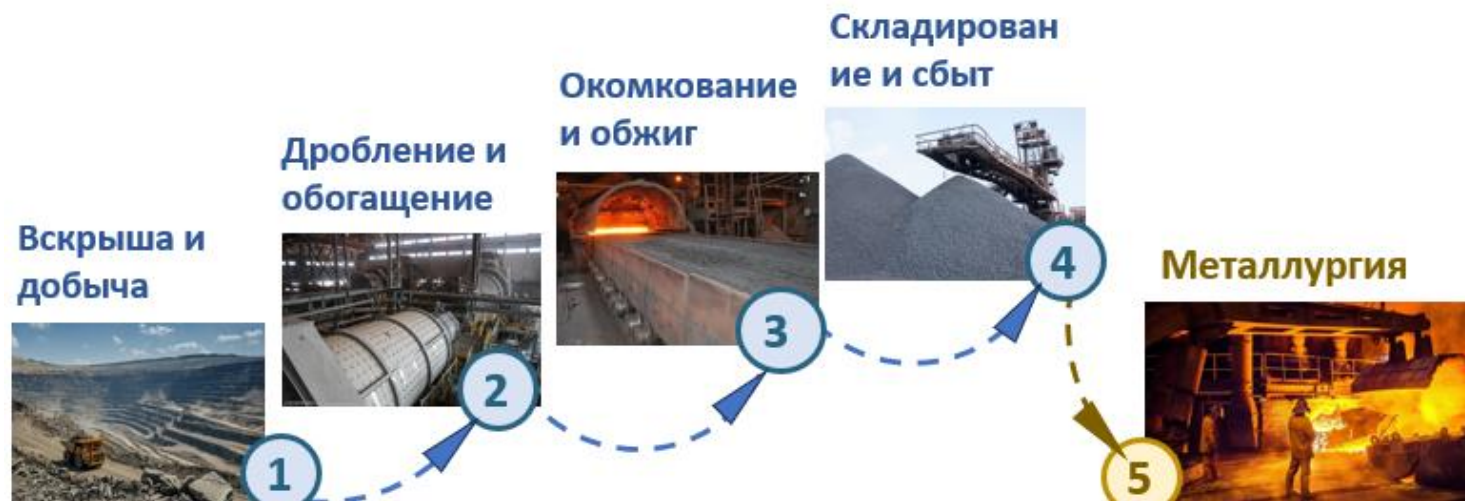 Вскрыша и
добыча
1
Дробление и
обогащение
2
Окомкование
и обжиг
3
Складирован
ие и сбыт
4
Металлургия
5